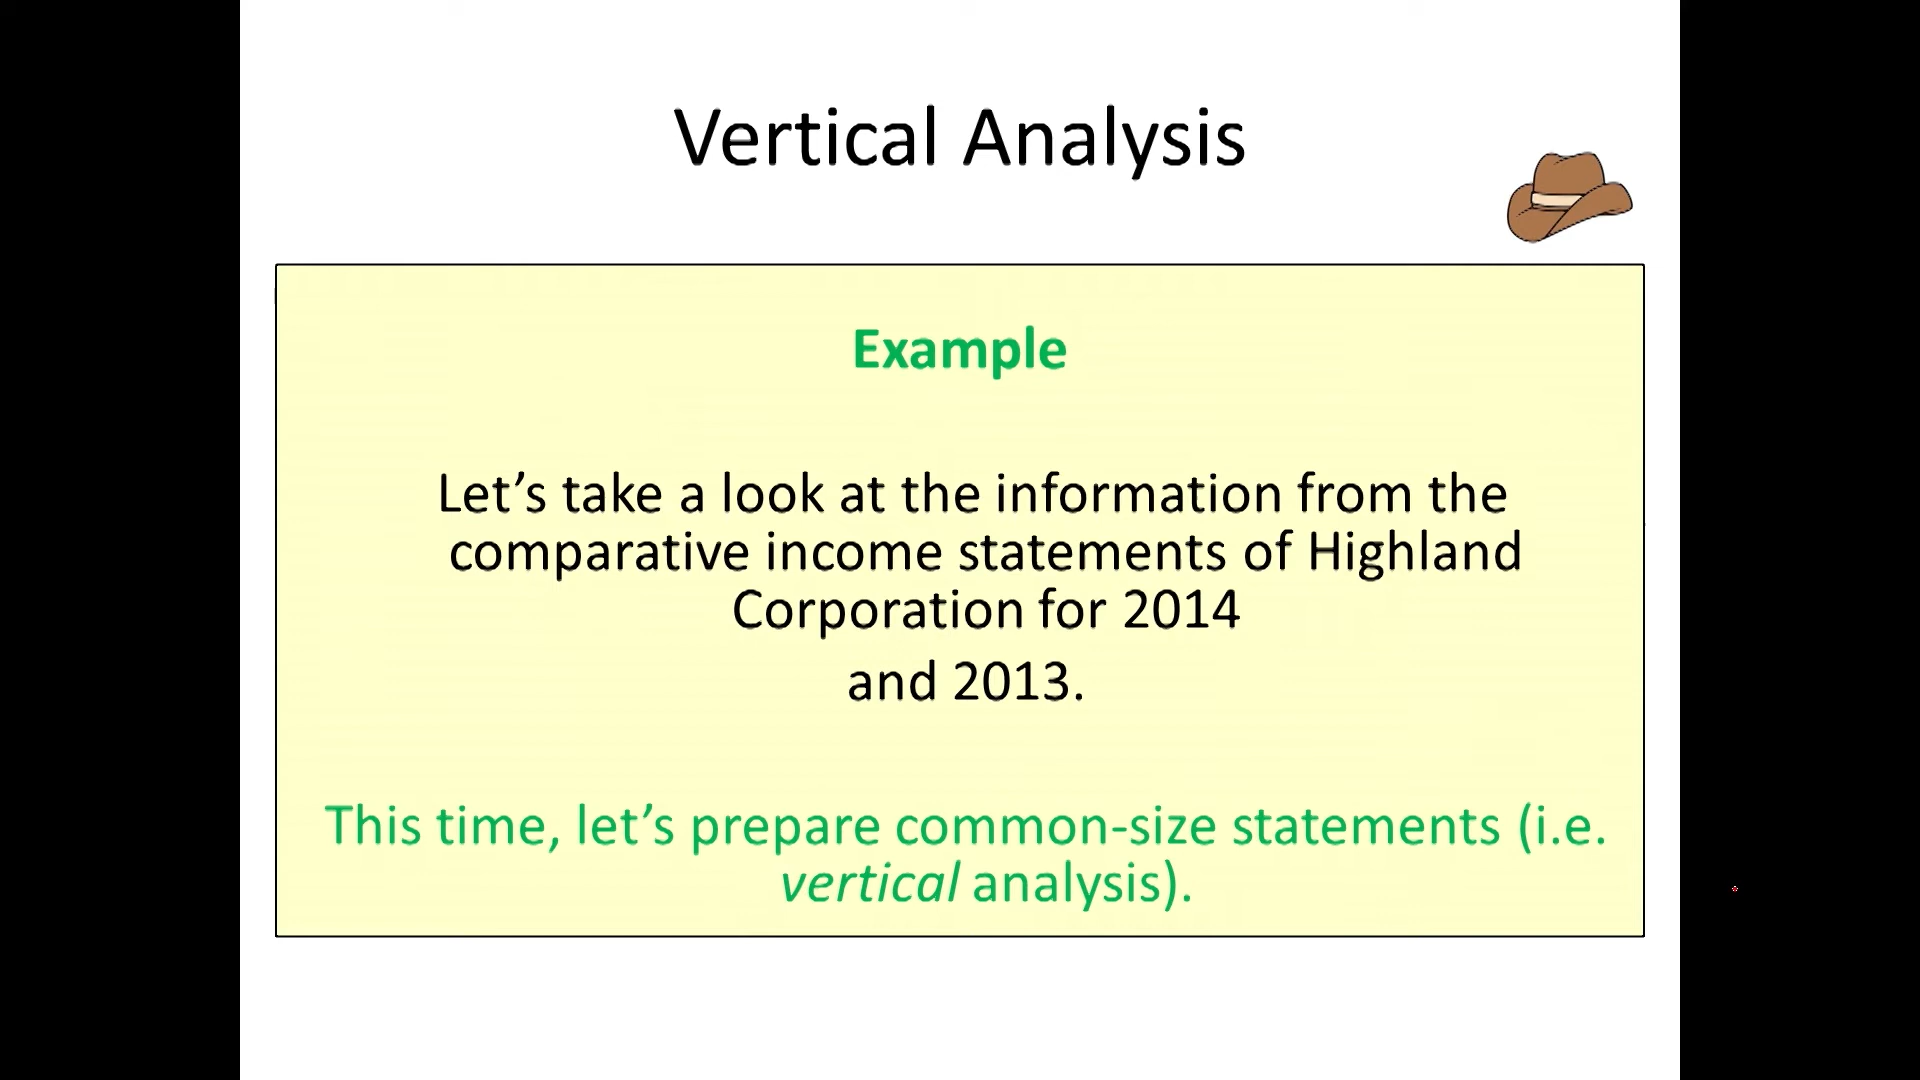 Vertical Analysis
Example
Let’s take a look at the information from the
comparative income statements of Highland
Corporation for 2014
and 2013.
This time, let’s prepare common-size statements (i.e.
vertical analysis).